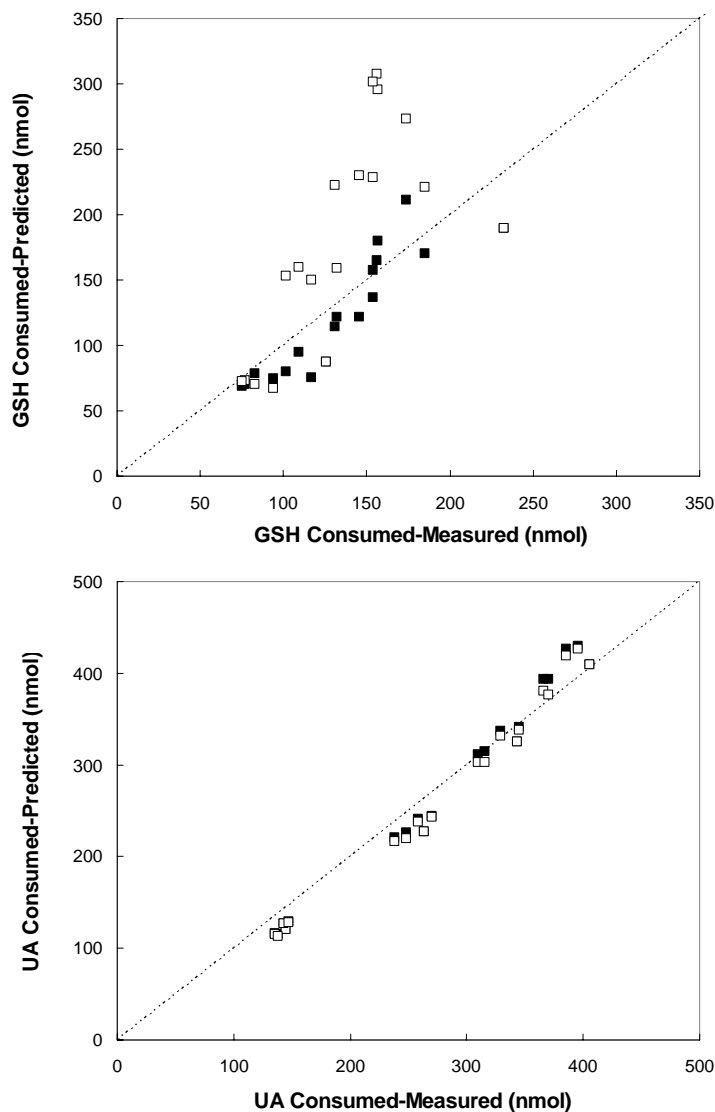 350
300
250
200
150
100
50
0
GSH Consumed-Predicted (nmol)
0 50 100 150 200 250 300 350
GSH Consumed-Measured (nmol)
500
400
300
200
100
0
UA Consumed-Predicted (nmol)
0 100 200 300 400 500
UA Consumed-Measured (nmol)